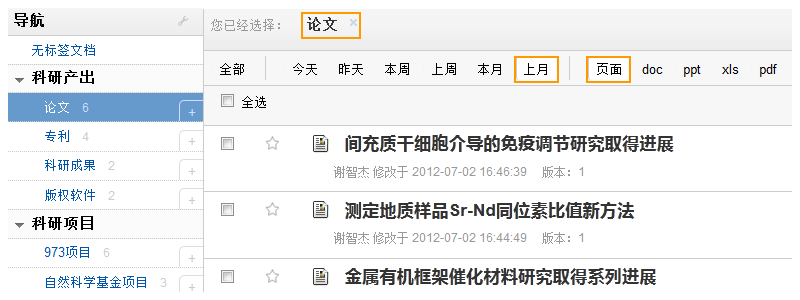 导航
无标签文档
科研产出
论文 6
专利 4
科研成果 2
版权软件 2
科研项目
973项目 6
自然科学基金项目 3
您已经选择： 论文 ×
全部 今天 昨天 本周 上周 本月 上月 页面 doc ppt xls pdf
全选
间充质干细胞介导的免疫调节研究取得进展
谢智杰 修改于 2012-07-02 16:46:39 版本：1
测定地质样品Sr-Nd同位素比值新方法
谢智杰 修改于 2012-07-02 16:44:49 版本：1
金属有机框架催化材料研究取得系列进展